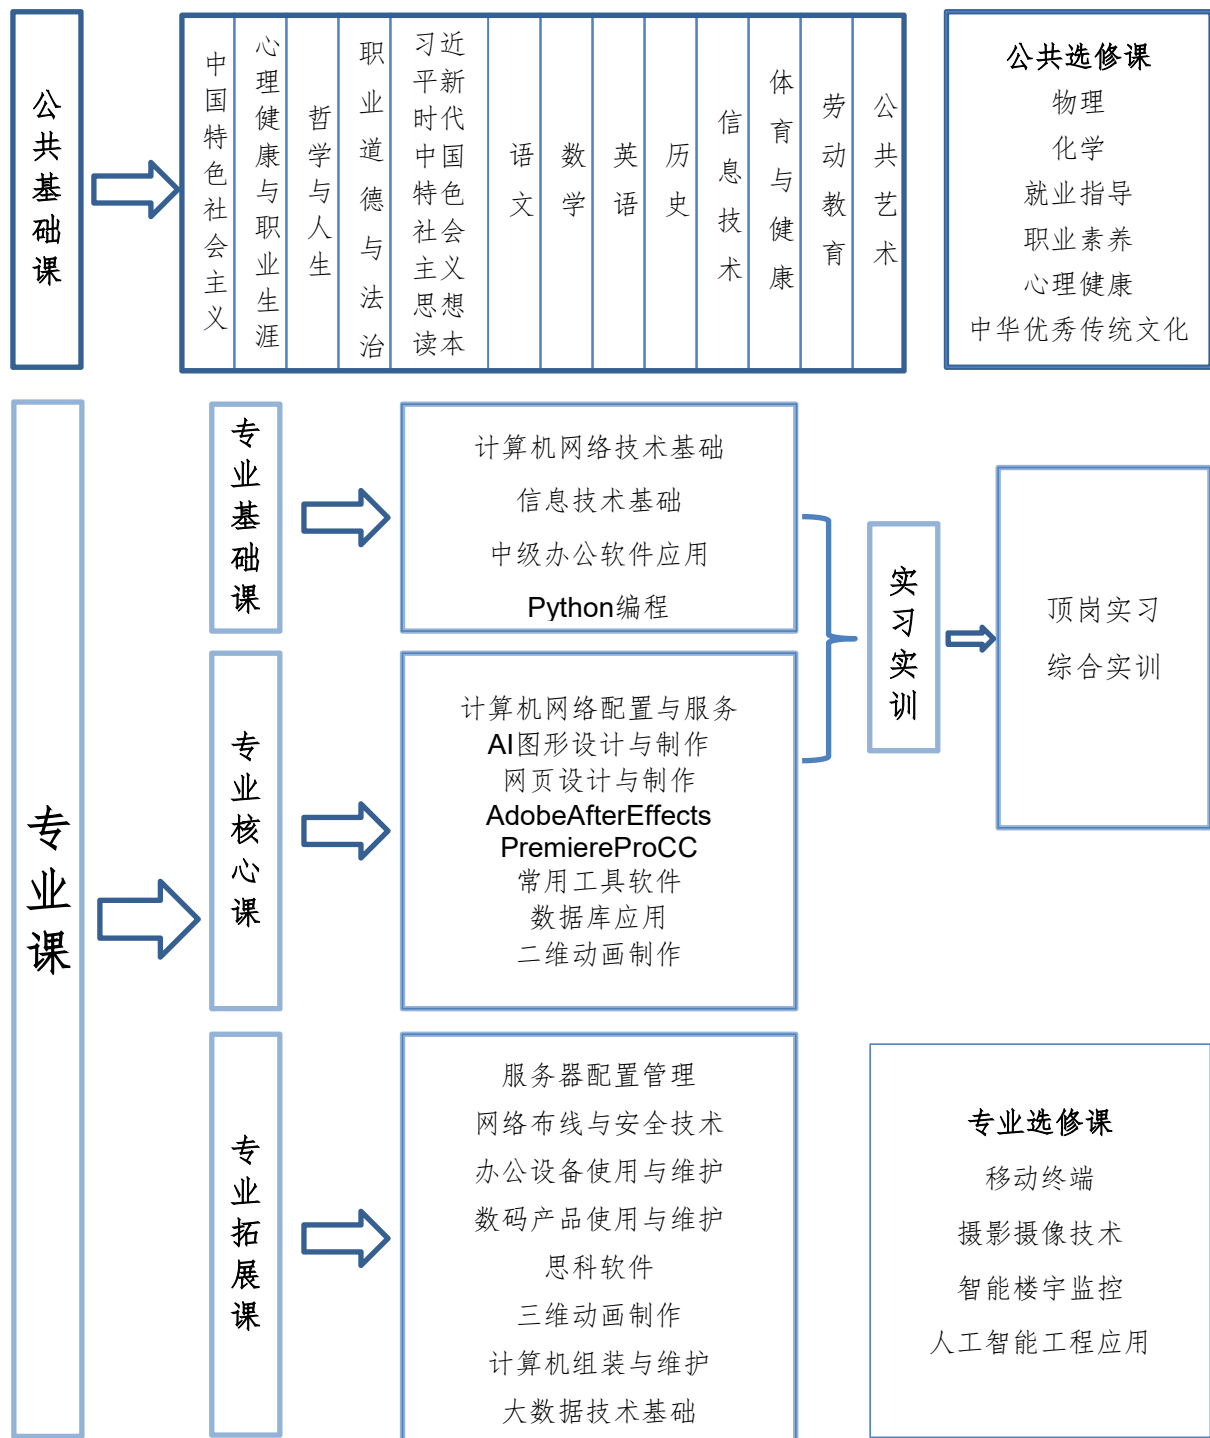 公共基础课
中国特色社会主义
心理健康与职业生涯
哲学与人生
职业道德与法治
习近
平新
时代
中国
特色
社会
主义
思想
读本
语文
数学
英语
历史
信息技术
体育与健康
劳动教育
公共艺术
公共选修课
物理
化学
就业指导
职业素养
心理健康
中华优秀传统文化
专业课
专业基础课
计算机网络技术基础
信息技术基础
中级办公软件应用
Python编程
专业核心课
计算机网络配置与服务
AI图形设计与制作
网页设计与制作
AdobeAfterEffects
PremiereProCC
常用工具软件
数据库应用
二维动画制作
实习实训
顶岗实习
综合实训
专业拓展课
服务器配置管理
网络布线与安全技术
办公设备使用与维护
数码产品使用与维护
思科软件
三维动画制作
计算机组装与维护
大数据技术基础
专业选修课
移动终端
摄影摄像技术
智能楼宇监控
人工智能工程应用